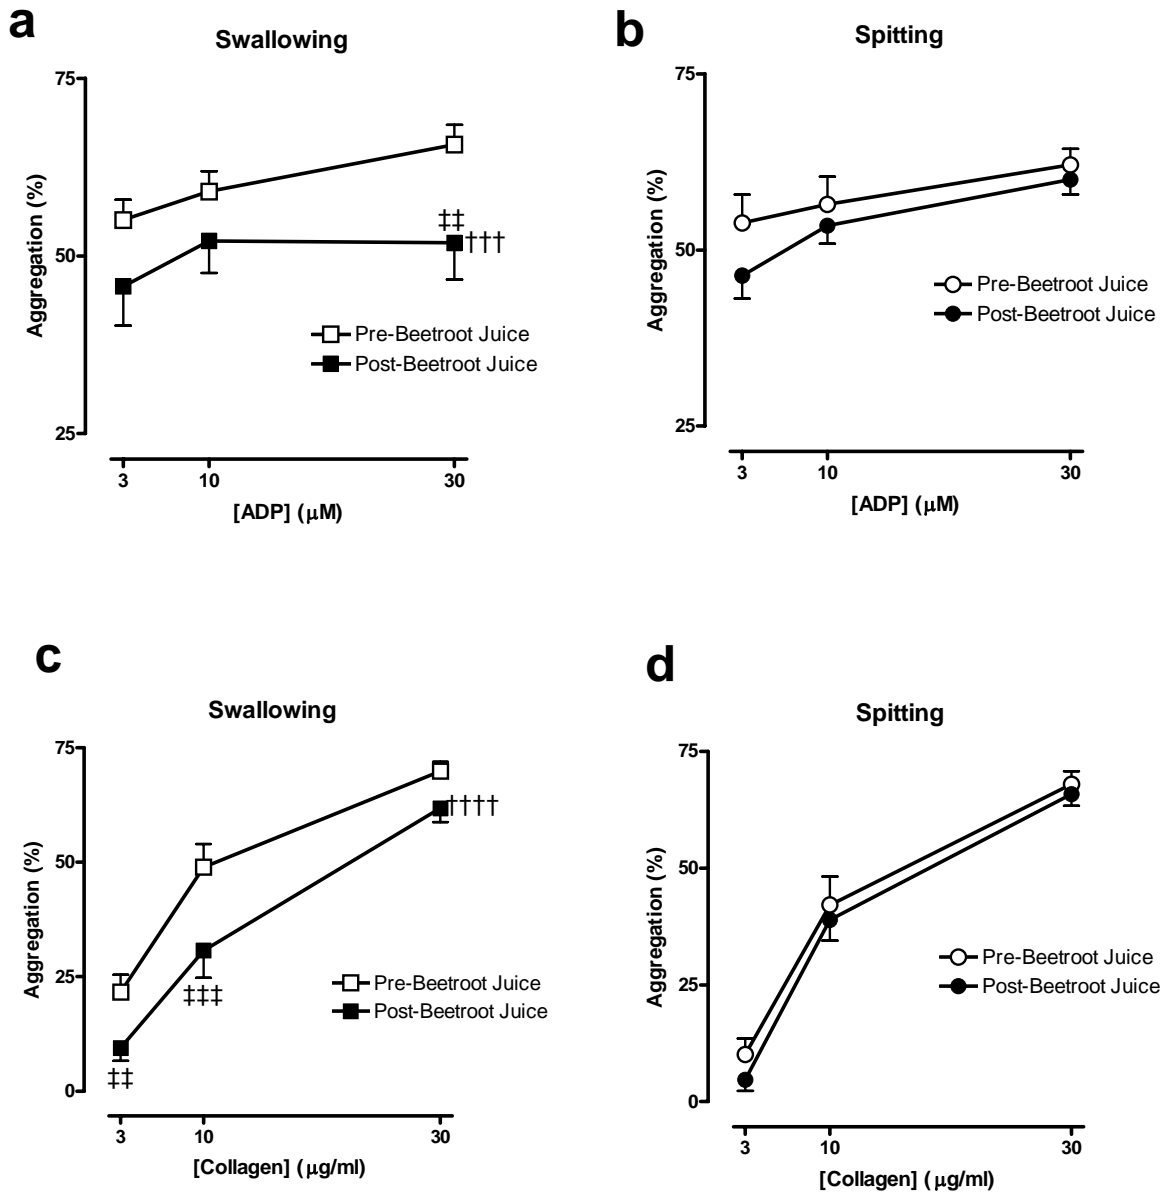 a
Swallowing
75
50
25
Aggregation (%)
‡‡
†††
Pre-Beetroot Juice
Post-Beetroot Juice
3 10 30
[ADP] (μM)
b
Spitting
75
50
25
Aggregation (%)
Pre-Beetroot Juice
Post-Beetroot Juice
3 10 30
[ADP] (μM)
c
Swallowing
75
50
25
0
Aggregation (%)
††††
‡‡‡
‡‡
Pre-Beetroot Juice
Post-Beetroot Juice
3 10 30
[Collagen] (μg/ml)
d
Spitting
75
50
25
0
Aggregation (%)
Pre-Beetroot Juice
Post-Beetroot Juice
3 10 30
[Collagen] (μg/ml)